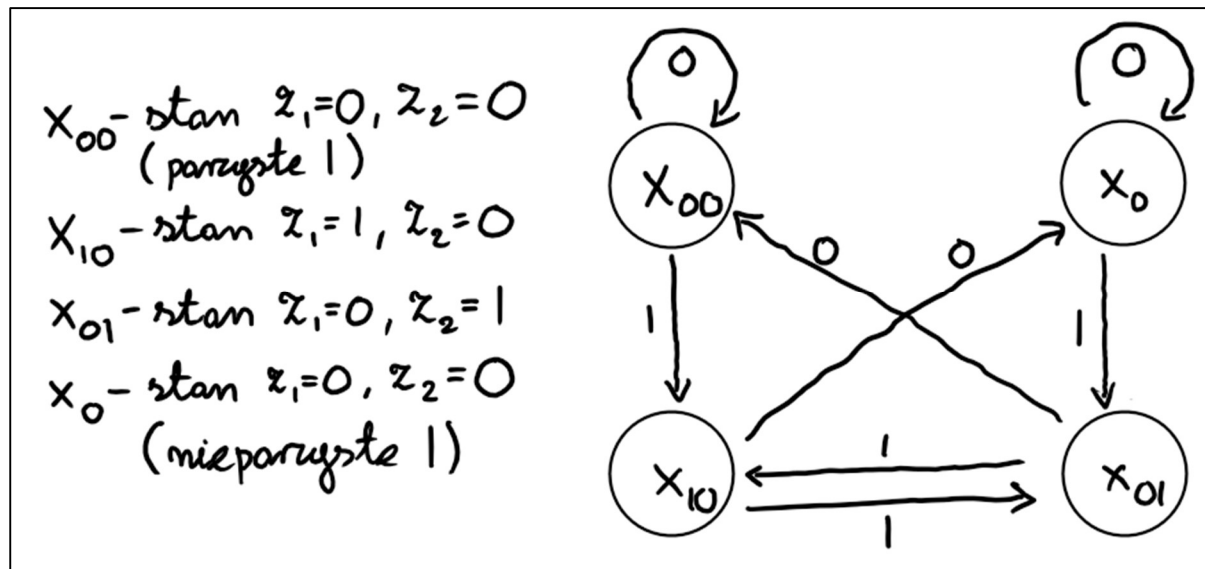 X₀₀ - stan z₁=0, z₂=0
(parzyste 1)
X₁₀ - stan z₁=1, z₂=0
X₀₁ - stan z₁=0, z₂=1
X₀ - stan z₁=0, z₂=0
(nieparzyste 1)
0 0
X₀₀ X₀
0 0
1 1
1
X₁₀ X₀₁
1